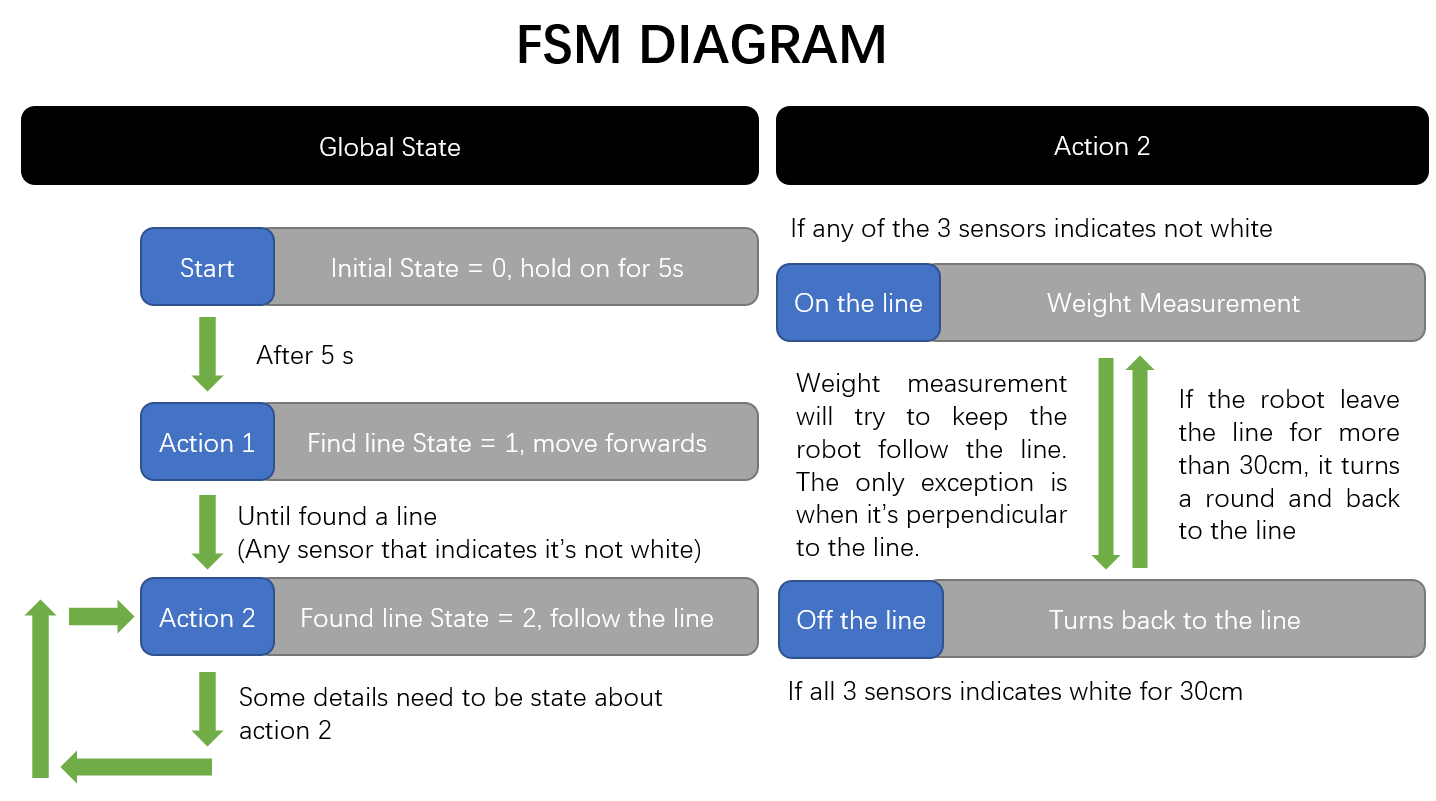 FSM DIAGRAM
Global State
Start
Initial State = 0, hold on for 5s
After 5 s
Action 1
Find line State = 1, move forwards
Until found a line
(Any sensor that indicates it's not white)
Action 2
Found line State = 2, follow the line
Some details need to be state about
action 2
Action 2
If any of the 3 sensors indicates not white
On the line
Weight Measurement
Weight measurement
will try to keep the
robot follow the line.
The only exception is
when it's perpendicular
to the line.
If the robot leave
the line for more
than 30cm, it turns
a round and back
to the line
Off the line
Turns back to the line
If all 3 sensors indicates white for 30cm